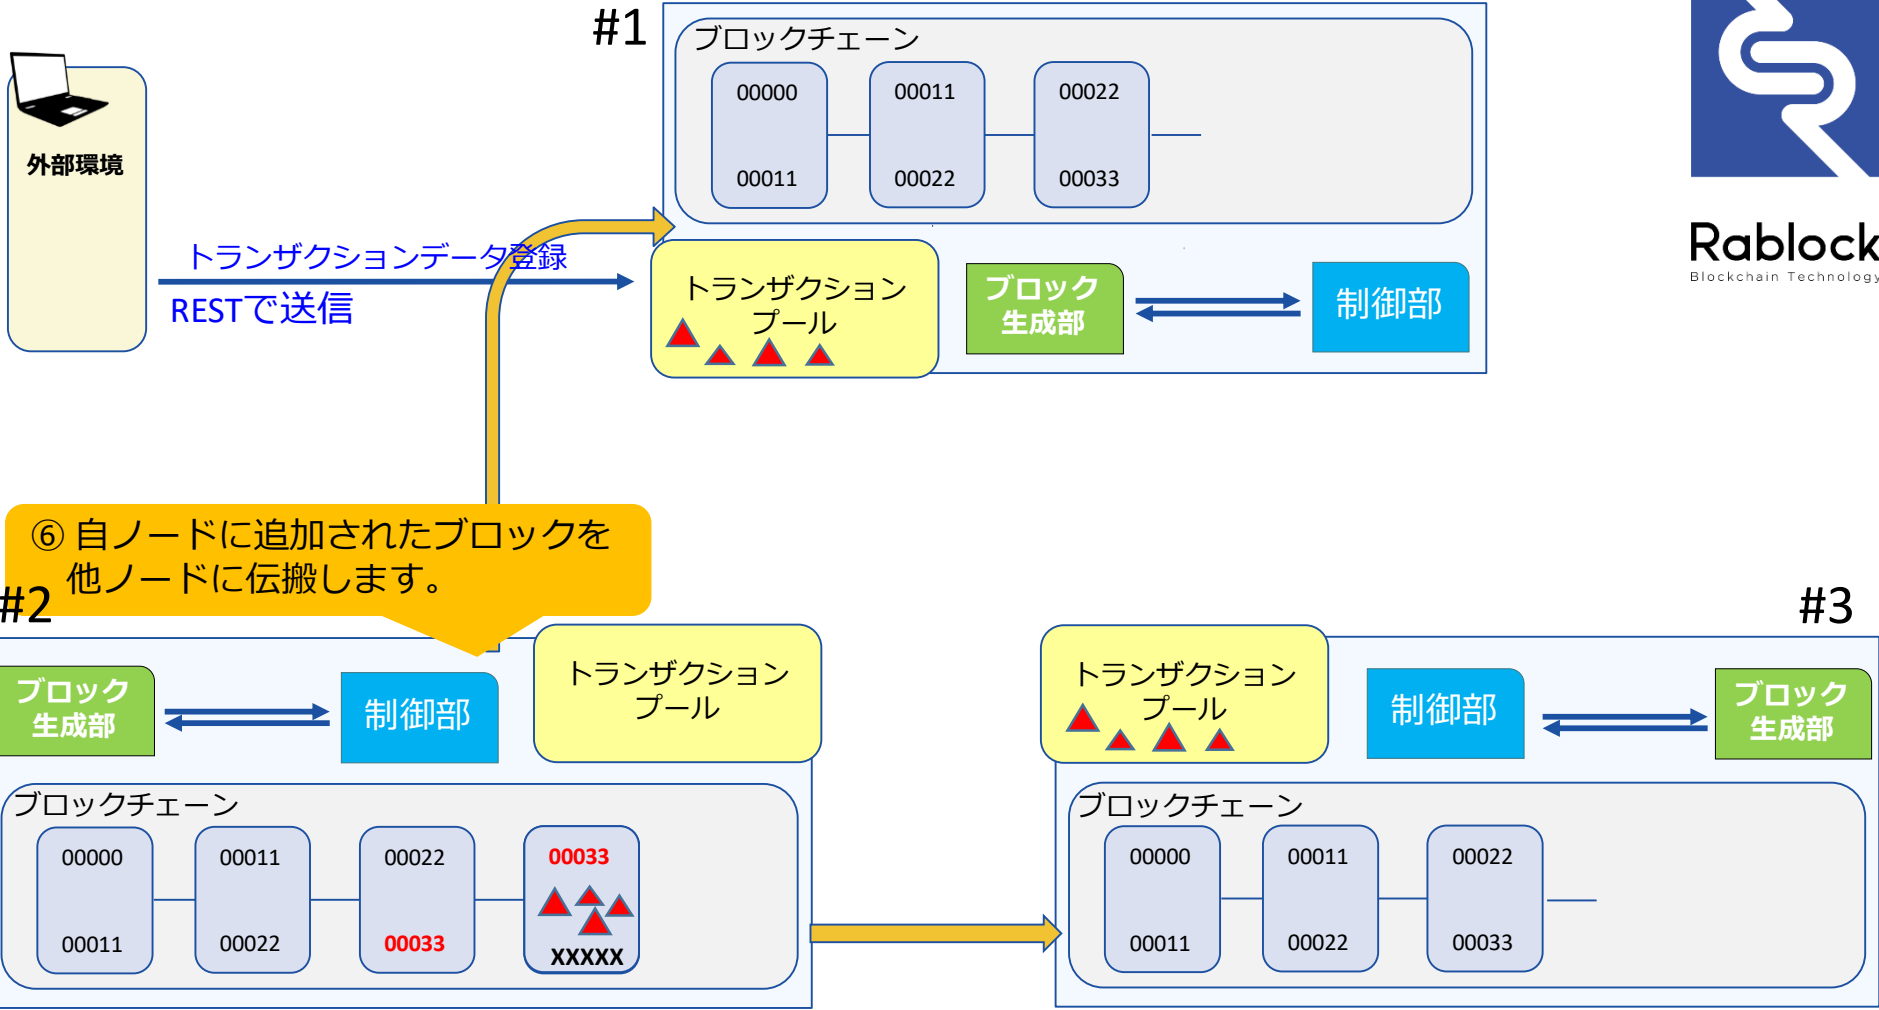 #1
ブロックチェーン
00000
00011
00022
00011
00022
00033
外部環境
トランザクションデータ登録
RESTで送信
トランザクション
プール
ブロック
生成部
制御部
Rablock
Blockchain Technology
⑥ 自ノードに追加されたブロックを
他ノードに伝搬します。
#2
ブロック
生成部
制御部
トランザクション
プール
ブロックチェーン
00000
00011
00022
00033
00011
00022
00033
XXXXX
#3
トランザクション
プール
制御部
ブロック
生成部
ブロックチェーン
00000
00011
00022
00011
00022
00033